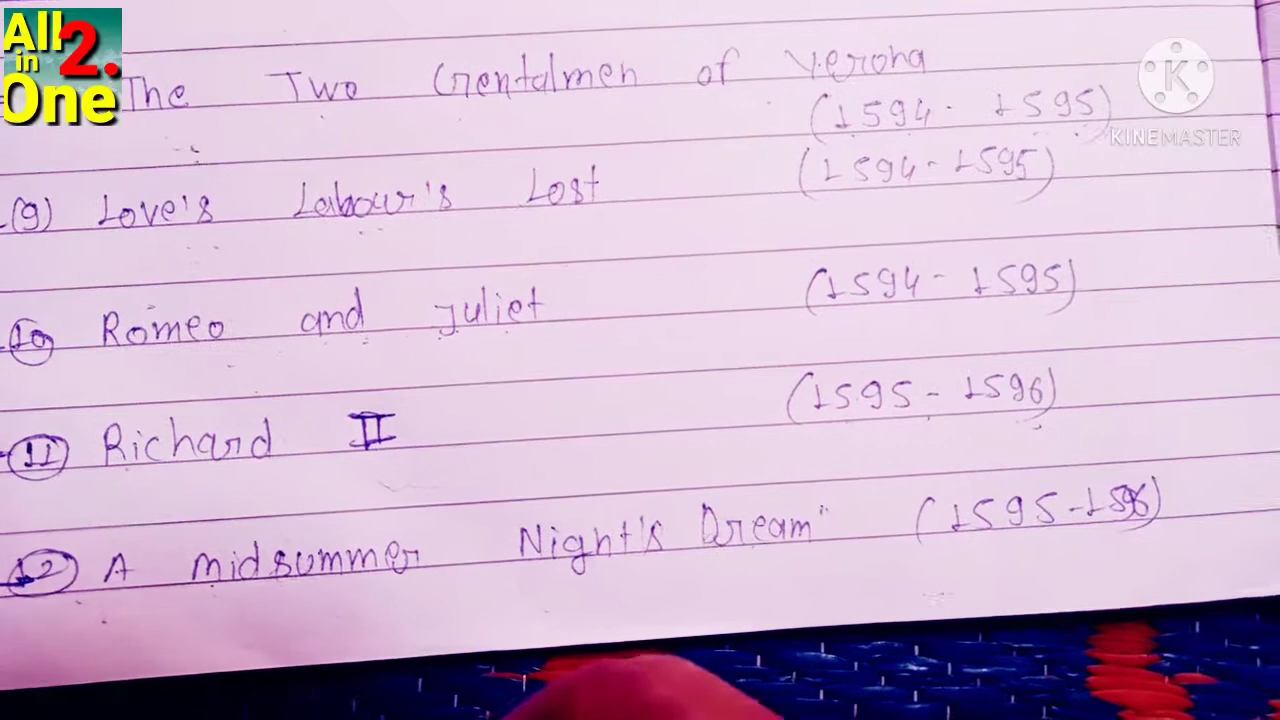 All
in 2.
One
The Two Gentalmen of Verona
(1594 - 1595)
KINEMASTER
(9) Love's Labour's Lost (1594 - 1595)
(10) Romeo and Juliet (1594 - 1595)
(11) Richard II (1595 - 1596)
(12) A midsummer Night's Dream" (1595 - 1596)